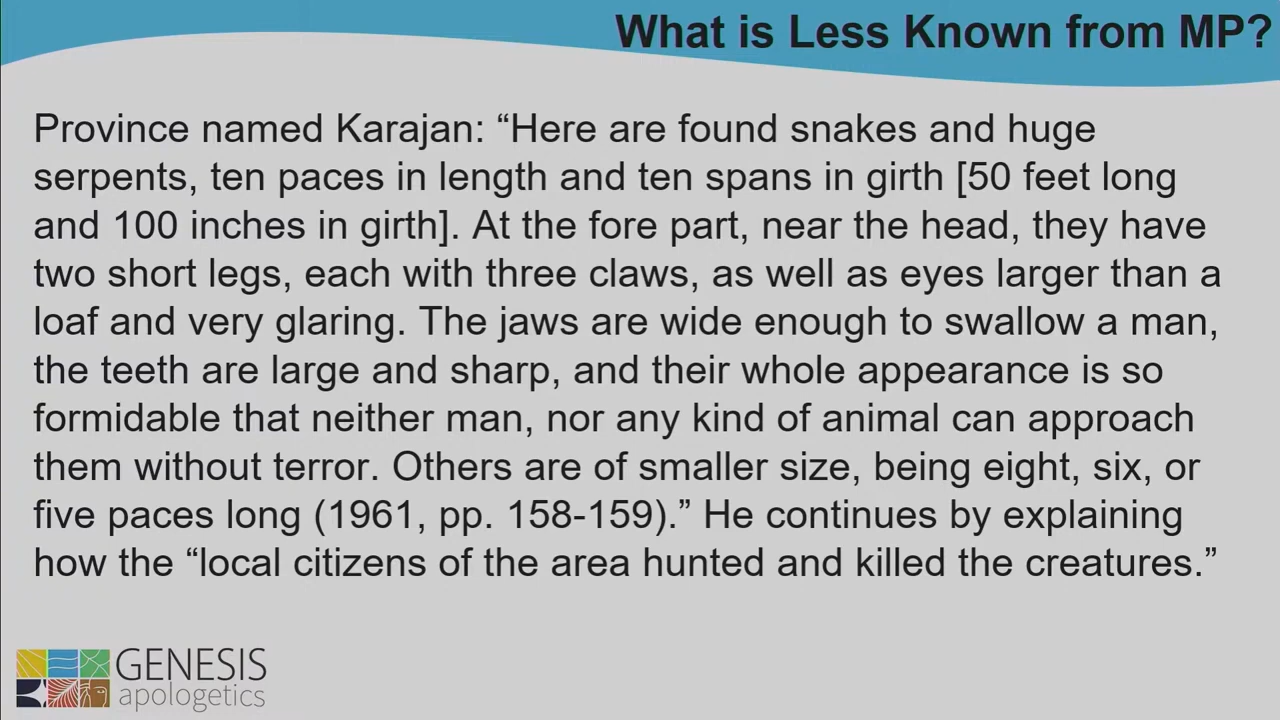 What is Less Known from MP?
Province named Karajan: “Here are found snakes and huge
serpents, ten paces in length and ten spans in girth [50 feet long
and 100 inches in girth]. At the fore part, near the head, they have
two short legs, each with three claws, as well as eyes larger than a
loaf and very glaring. The jaws are wide enough to swallow a man,
the teeth are large and sharp, and their whole appearance is so
formidable that neither man, nor any kind of animal can approach
them without terror. Others are of smaller size, being eight, six, or
five paces long (1961, pp. 158-159).” He continues by explaining
how the “local citizens of the area hunted and killed the creatures.”
GENESIS
apologetics